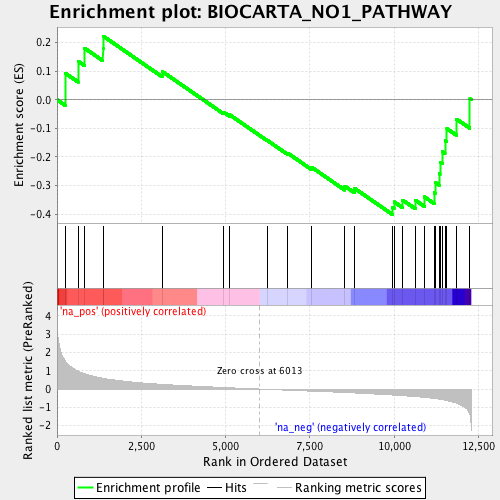 Enrichment plot: BIOCARTA_NO1_PATHWAY
Enrichment score (ES)
0.2
0.1
0.0
-0.1
-0.2
-0.3
-0.4
'na_pos' (positively correlated)
Ranked list metric (PreRanked)
4
3
2
1
0
-1
-2
Zero cross at 6013
'na_neg' (negatively correlated)
0
2,500
5,000
7,500
10,000
12,500
Rank in Ordered Dataset
Enrichment profile
Hits
Ranking metric scores